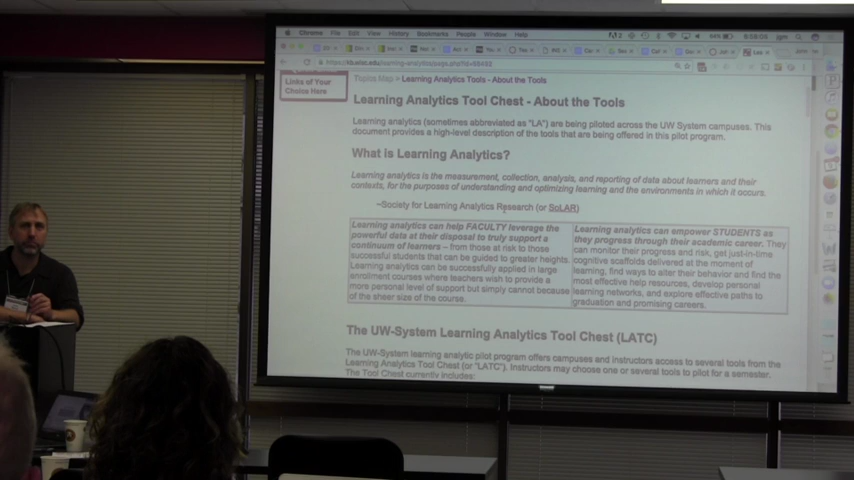 Chrome File Edit View History Bookmarks People Window Help
Links of Your
Choice Here
Topics Map > Learning Analytics Tools - About the Tools
Learning Analytics Tool Chest - About the Tools
Learning analytics (sometimes abbreviated as "LA") are being piloted across the UW System campuses. This
document provides a high-level description of the tools that are being offered in this pilot program.
What is Learning Analytics?
Learning analytics is the measurement, collection, analysis, and reporting of data about learners and their
contexts, for the purposes of understanding and optimizing learning and the environments in which it occurs.
~Society for Learning Analytics Research (or SoLAR)
Learning analytics can help FACULTY leverage the
powerful data at their disposal to truly support a
continuum of learners – from those at risk to those
successful students that can be guided to greater heights.
Learning analytics can be successfully applied in large
enrollment courses where teachers wish to provide a
more personal level of support but simply cannot because
of the sheer size of the course.
Learning analytics can empower STUDENTS as
they progress through their academic career. They
can monitor their progress and risk, get just-in-time
cognitive scaffolds delivered at the moment of
learning, find ways to alter their behavior and find the
most effective help resources, develop personal
learning networks, and explore effective paths to
graduation and promising careers.
The UW-System Learning Analytics Tool Chest (LATC)
The UW-System learning analytic pilot program offers campuses and instructors access to several tools from the
Learning Analytics Tool Chest (or "LATC"). Instructors may choose one or several tools to pilot for a semester.
The Tool Chest currently includes: